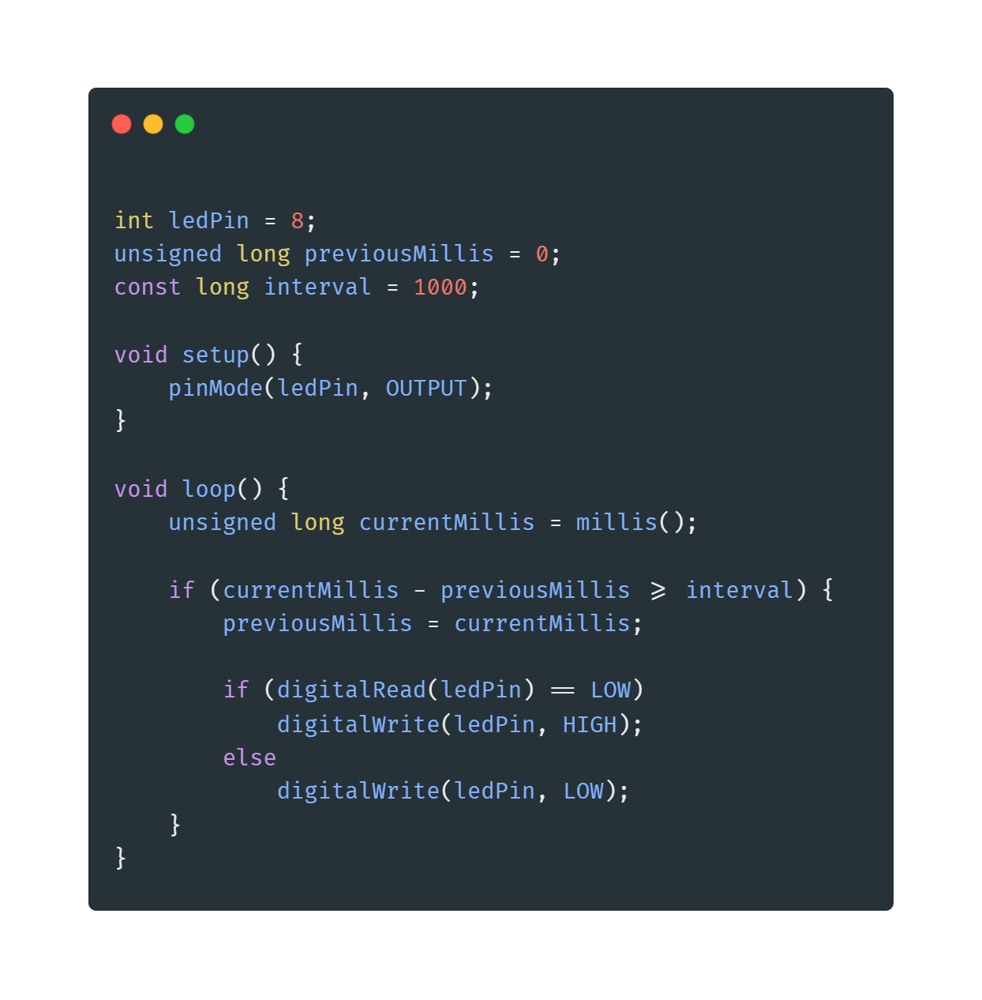 int ledPin = 8;
unsigned long previousMillis = 0;
const long interval = 1000;

void setup() {
    pinMode(ledPin, OUTPUT);
}

void loop() {
    unsigned long currentMillis = millis();

    if (currentMillis - previousMillis >= interval) {
        previousMillis = currentMillis;

        if (digitalRead(ledPin) == LOW)
            digitalWrite(ledPin, HIGH);
        else
            digitalWrite(ledPin, LOW);
    }
}